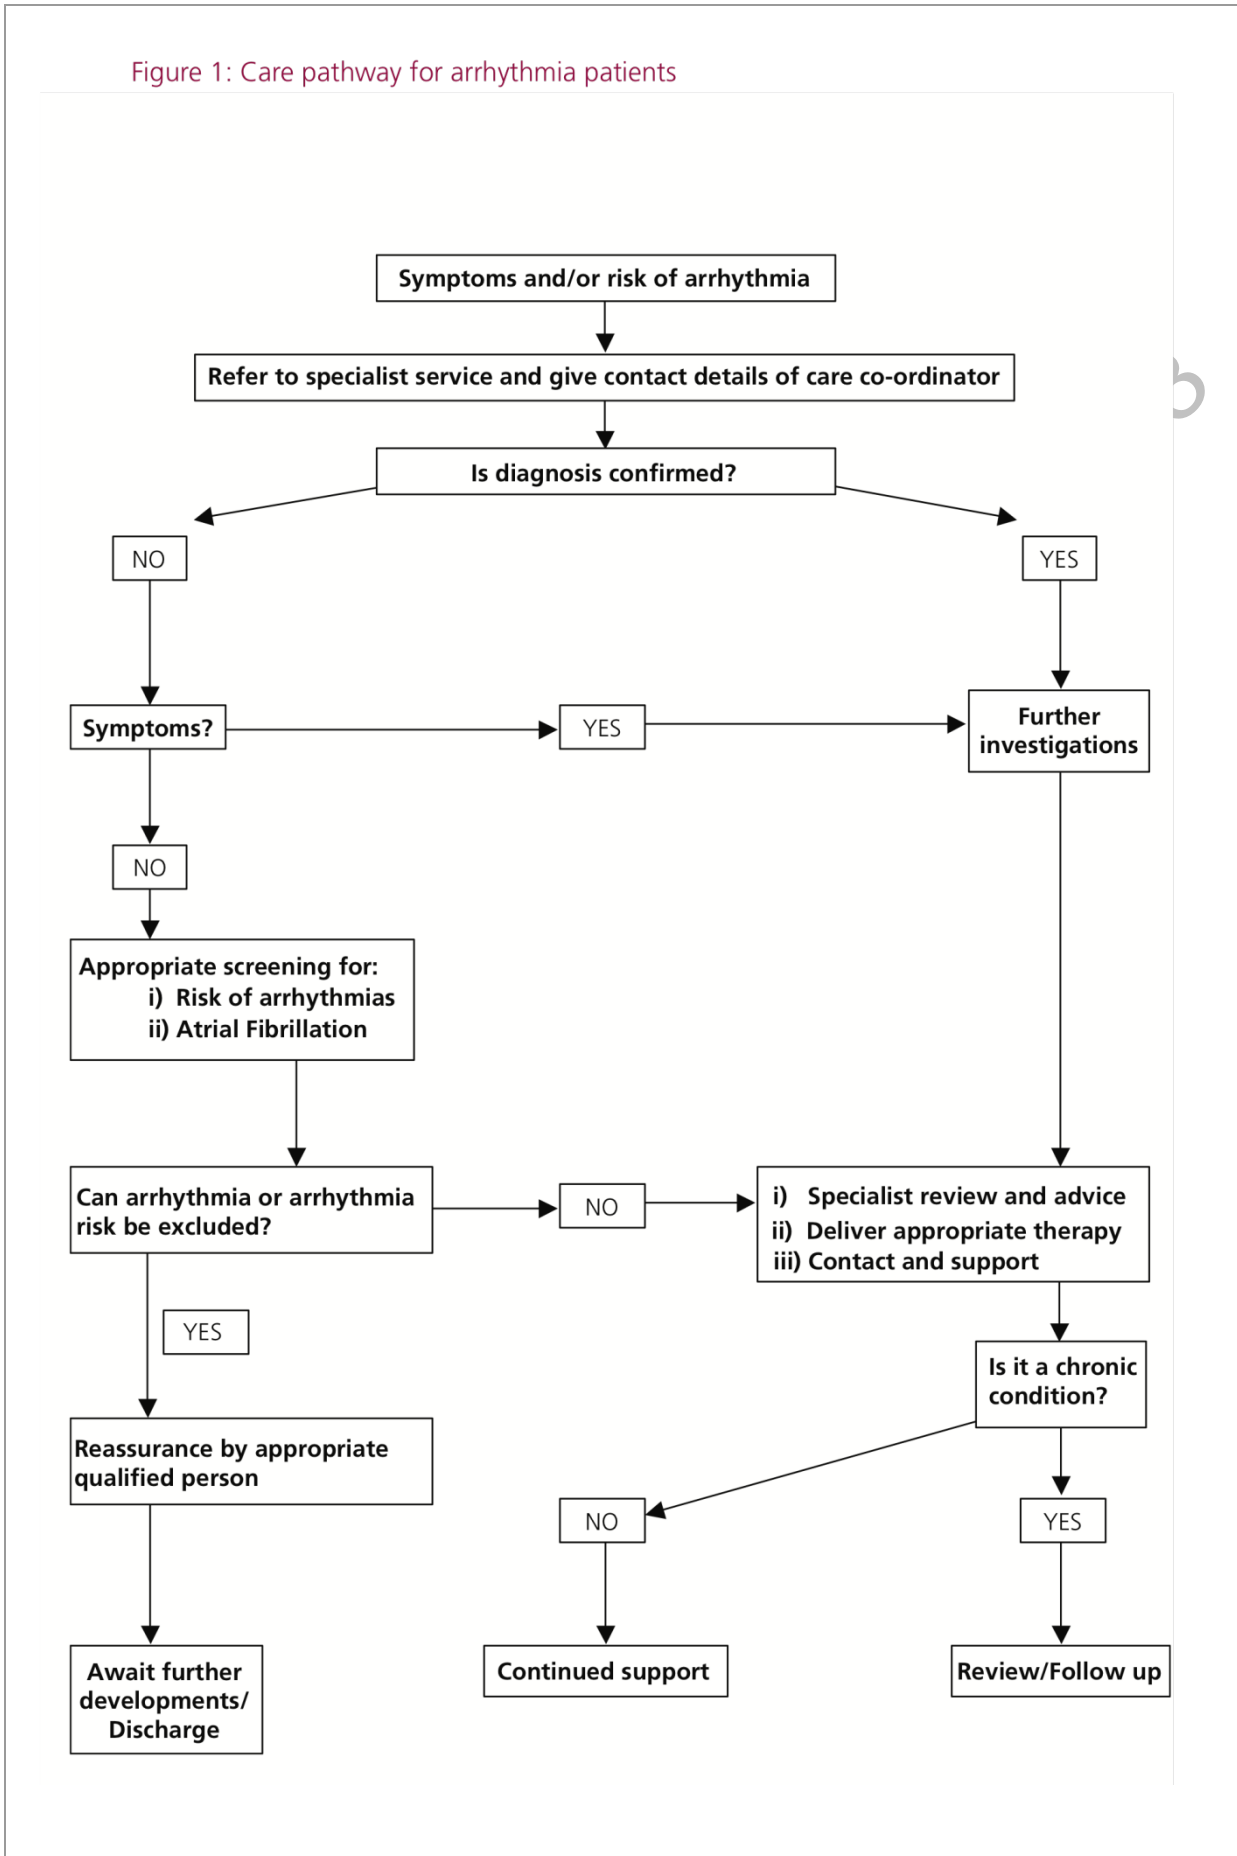 Figure 1: Care pathway for arrhythmia patients
Symptoms and/or risk of arrhythmia
Refer to specialist service and give contact details of care co-ordinator
Is diagnosis confirmed?
NO
YES
Symptoms?
YES
Further
investigations
NO
Appropriate screening for:
i) Risk of arrhythmias
ii) Atrial Fibrillation
Can arrhythmia or arrhythmia
risk be excluded?
NO
i) Specialist review and advice
ii) Deliver appropriate therapy
iii) Contact and support
YES
Is it a chronic
condition?
Reassurance by appropriate
qualified person
NO
YES
Await further
developments/
Discharge
Continued support
Review/Follow up